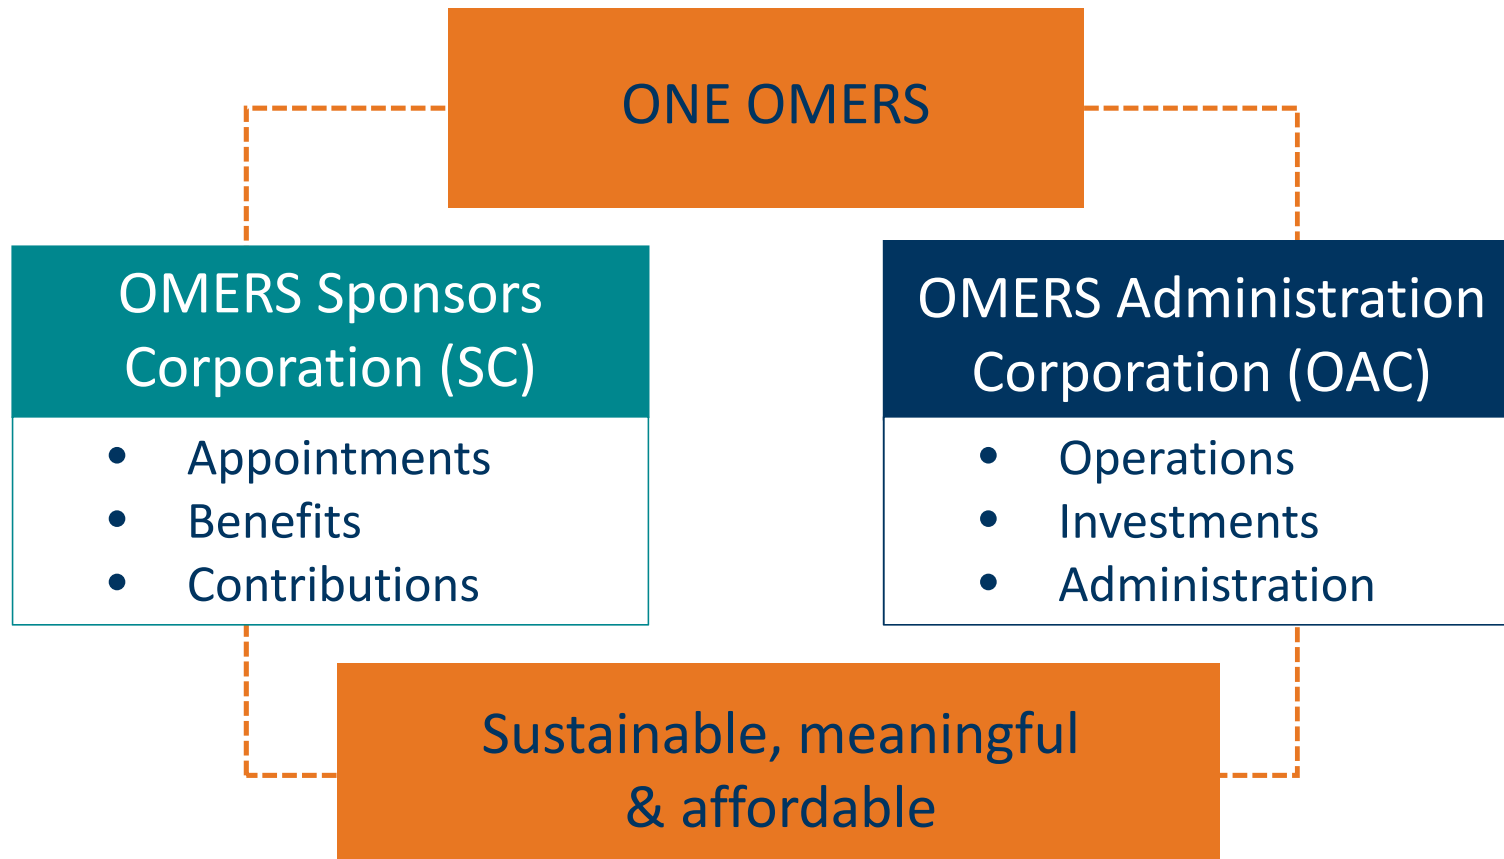 ONE OMERS
OMERS Sponsors
Corporation (SC)
• Appointments
• Benefits
• Contributions
OMERS Administration
Corporation (OAC)
• Operations
• Investments
• Administration
Sustainable, meaningful
& affordable